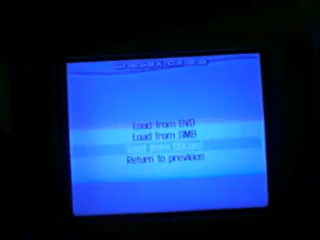 Load from DVD
Load from SMB
Load from SDCard
Return to previous